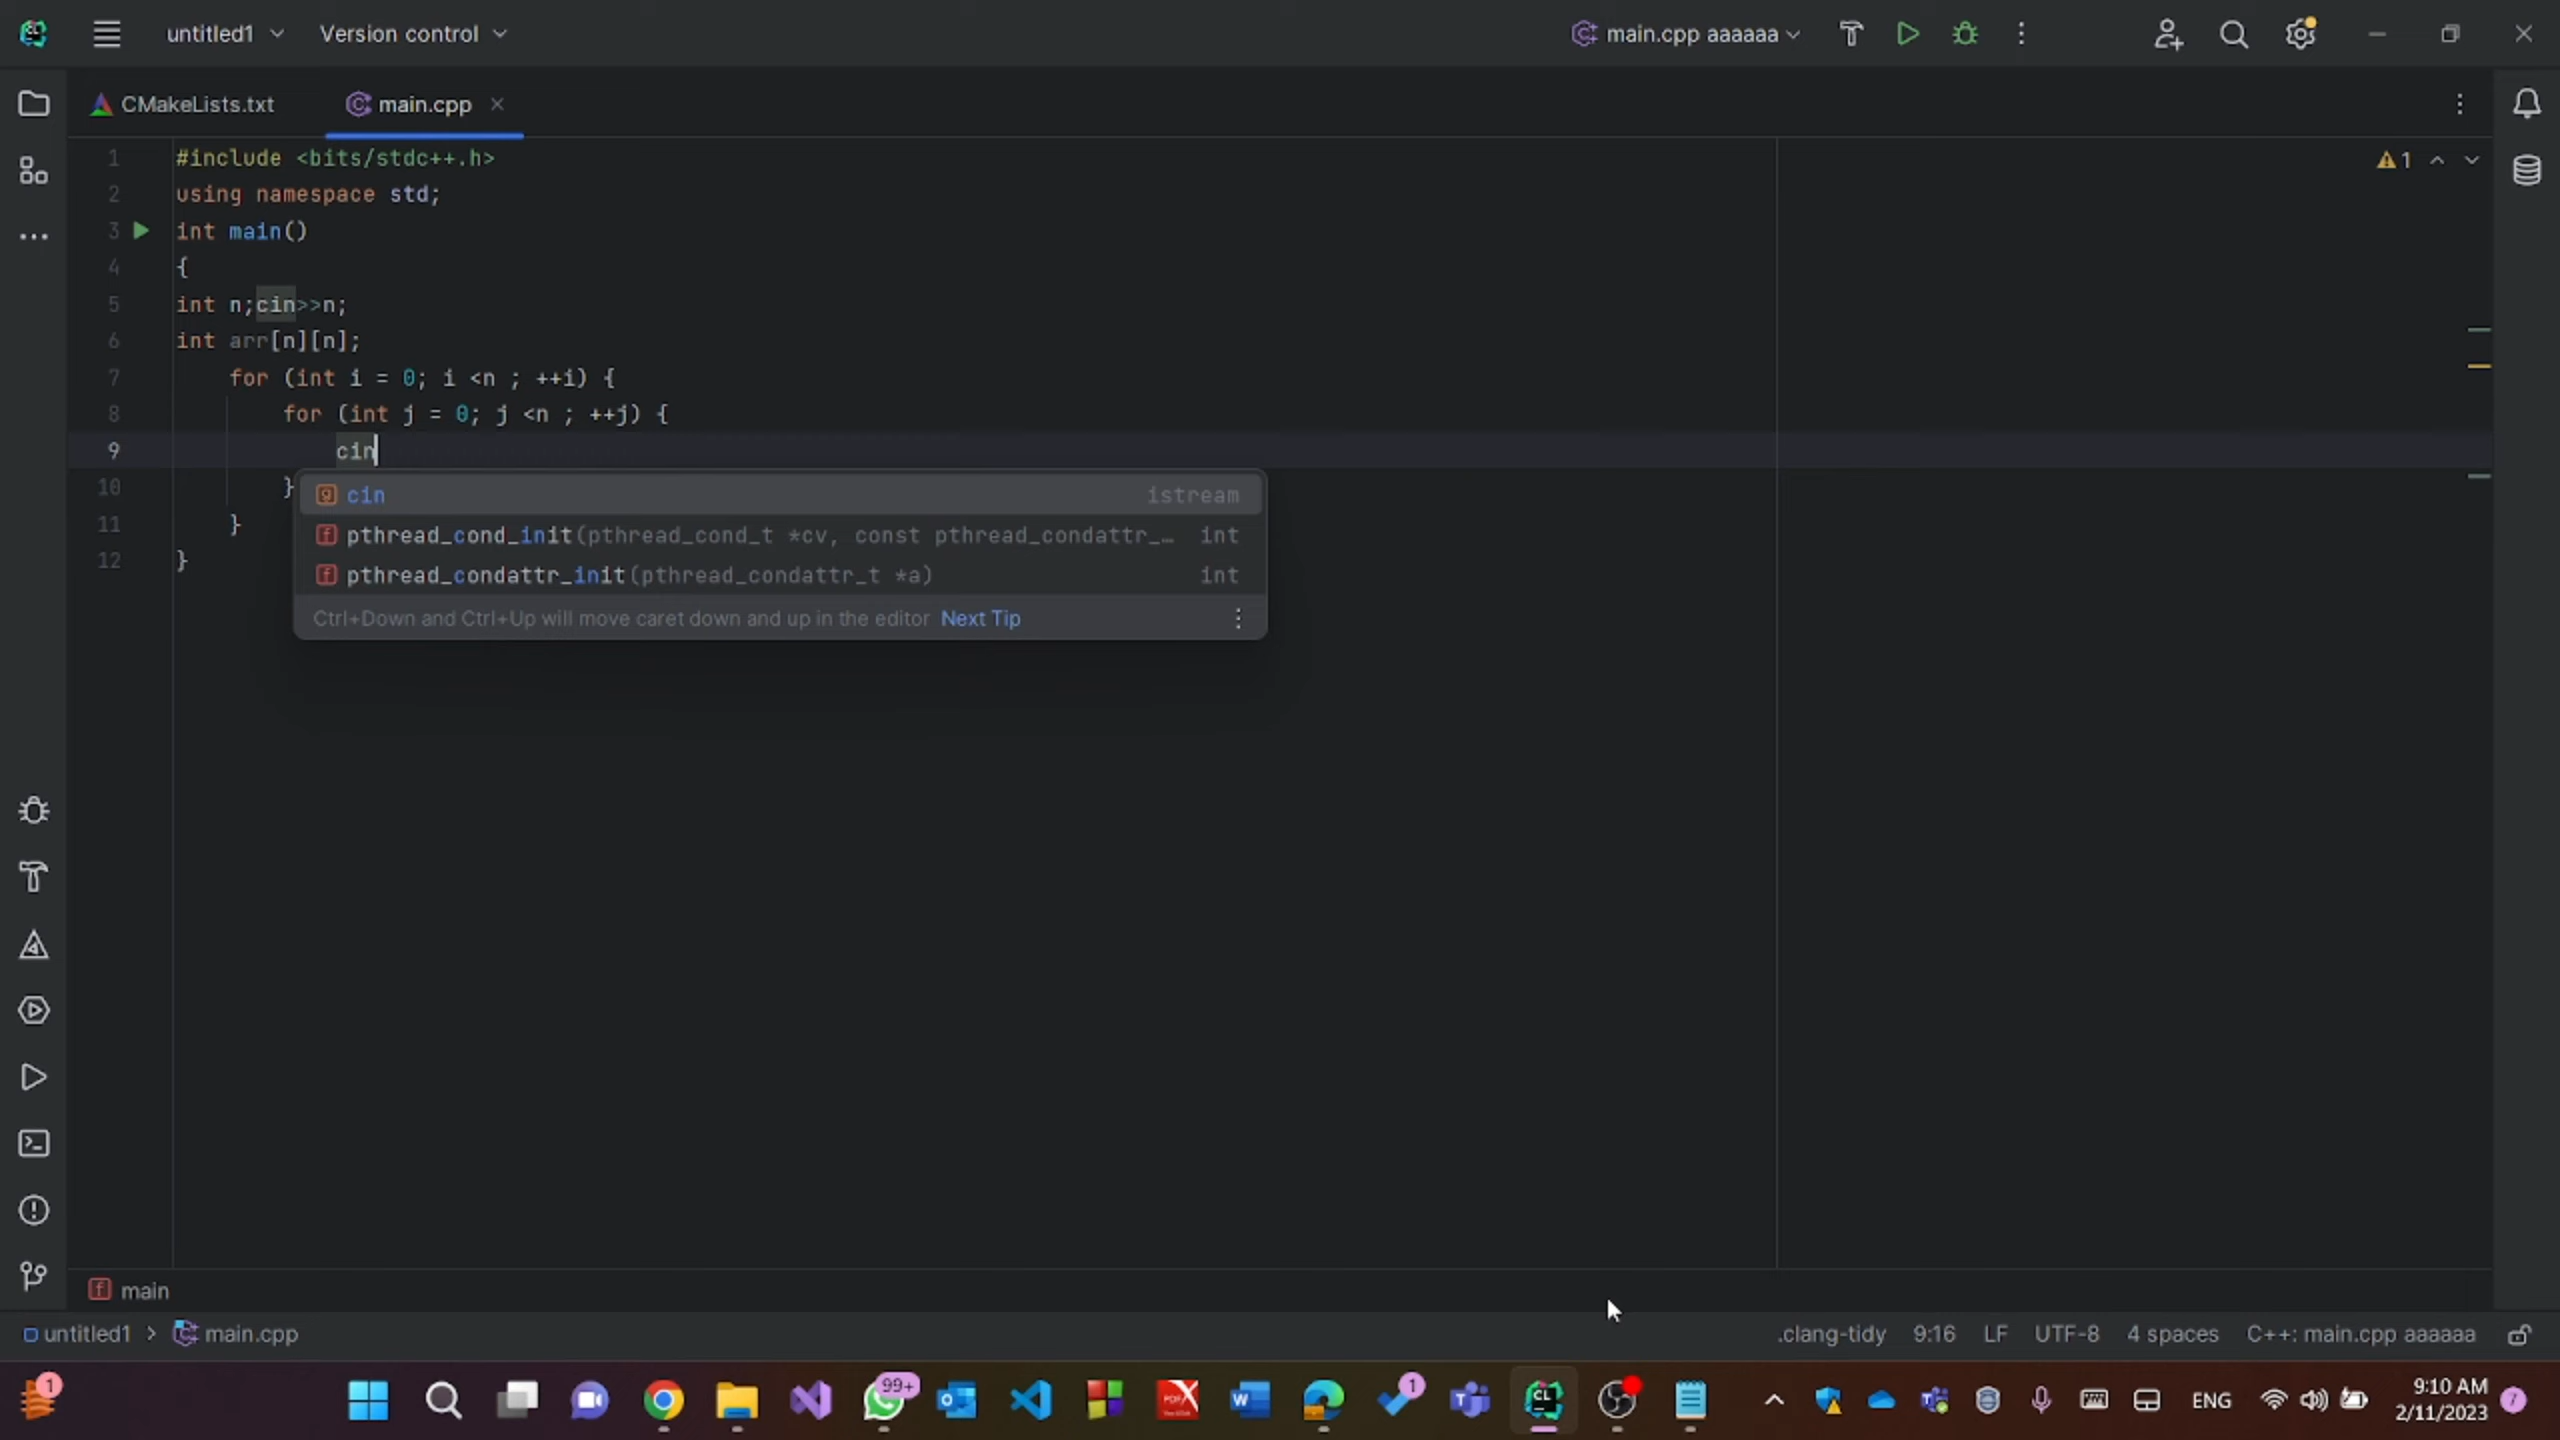 untitled1 Version control main.cpp aaaaaa
CMakeLists.txt main.cpp
1 #include <bits/stdc++.h>
2 using namespace std;
3 int main()
4 {
5 int n;cin>>n;
6 int arr[n][n];
7 for (int i = 0; i <n ; ++i) {
8 for (int j = 0; j <n ; ++j) {
9 cin
10 }
11 }
12 }
1
cin istream
pthread_cond_init(pthread_cond_t *cv, const pthread_condattr_… int
pthread_condattr_init(pthread_condattr_t *a) int
Ctrl+Down and Ctrl+Up will move caret down and up in the editor Next Tip
main
untitled1 > main.cpp .clang-tidy 9:16 LF UTF-8 4 spaces C++: main.cpp aaaaaa
1 99+ 1 ENG 9:10 AM 7
2/11/2023